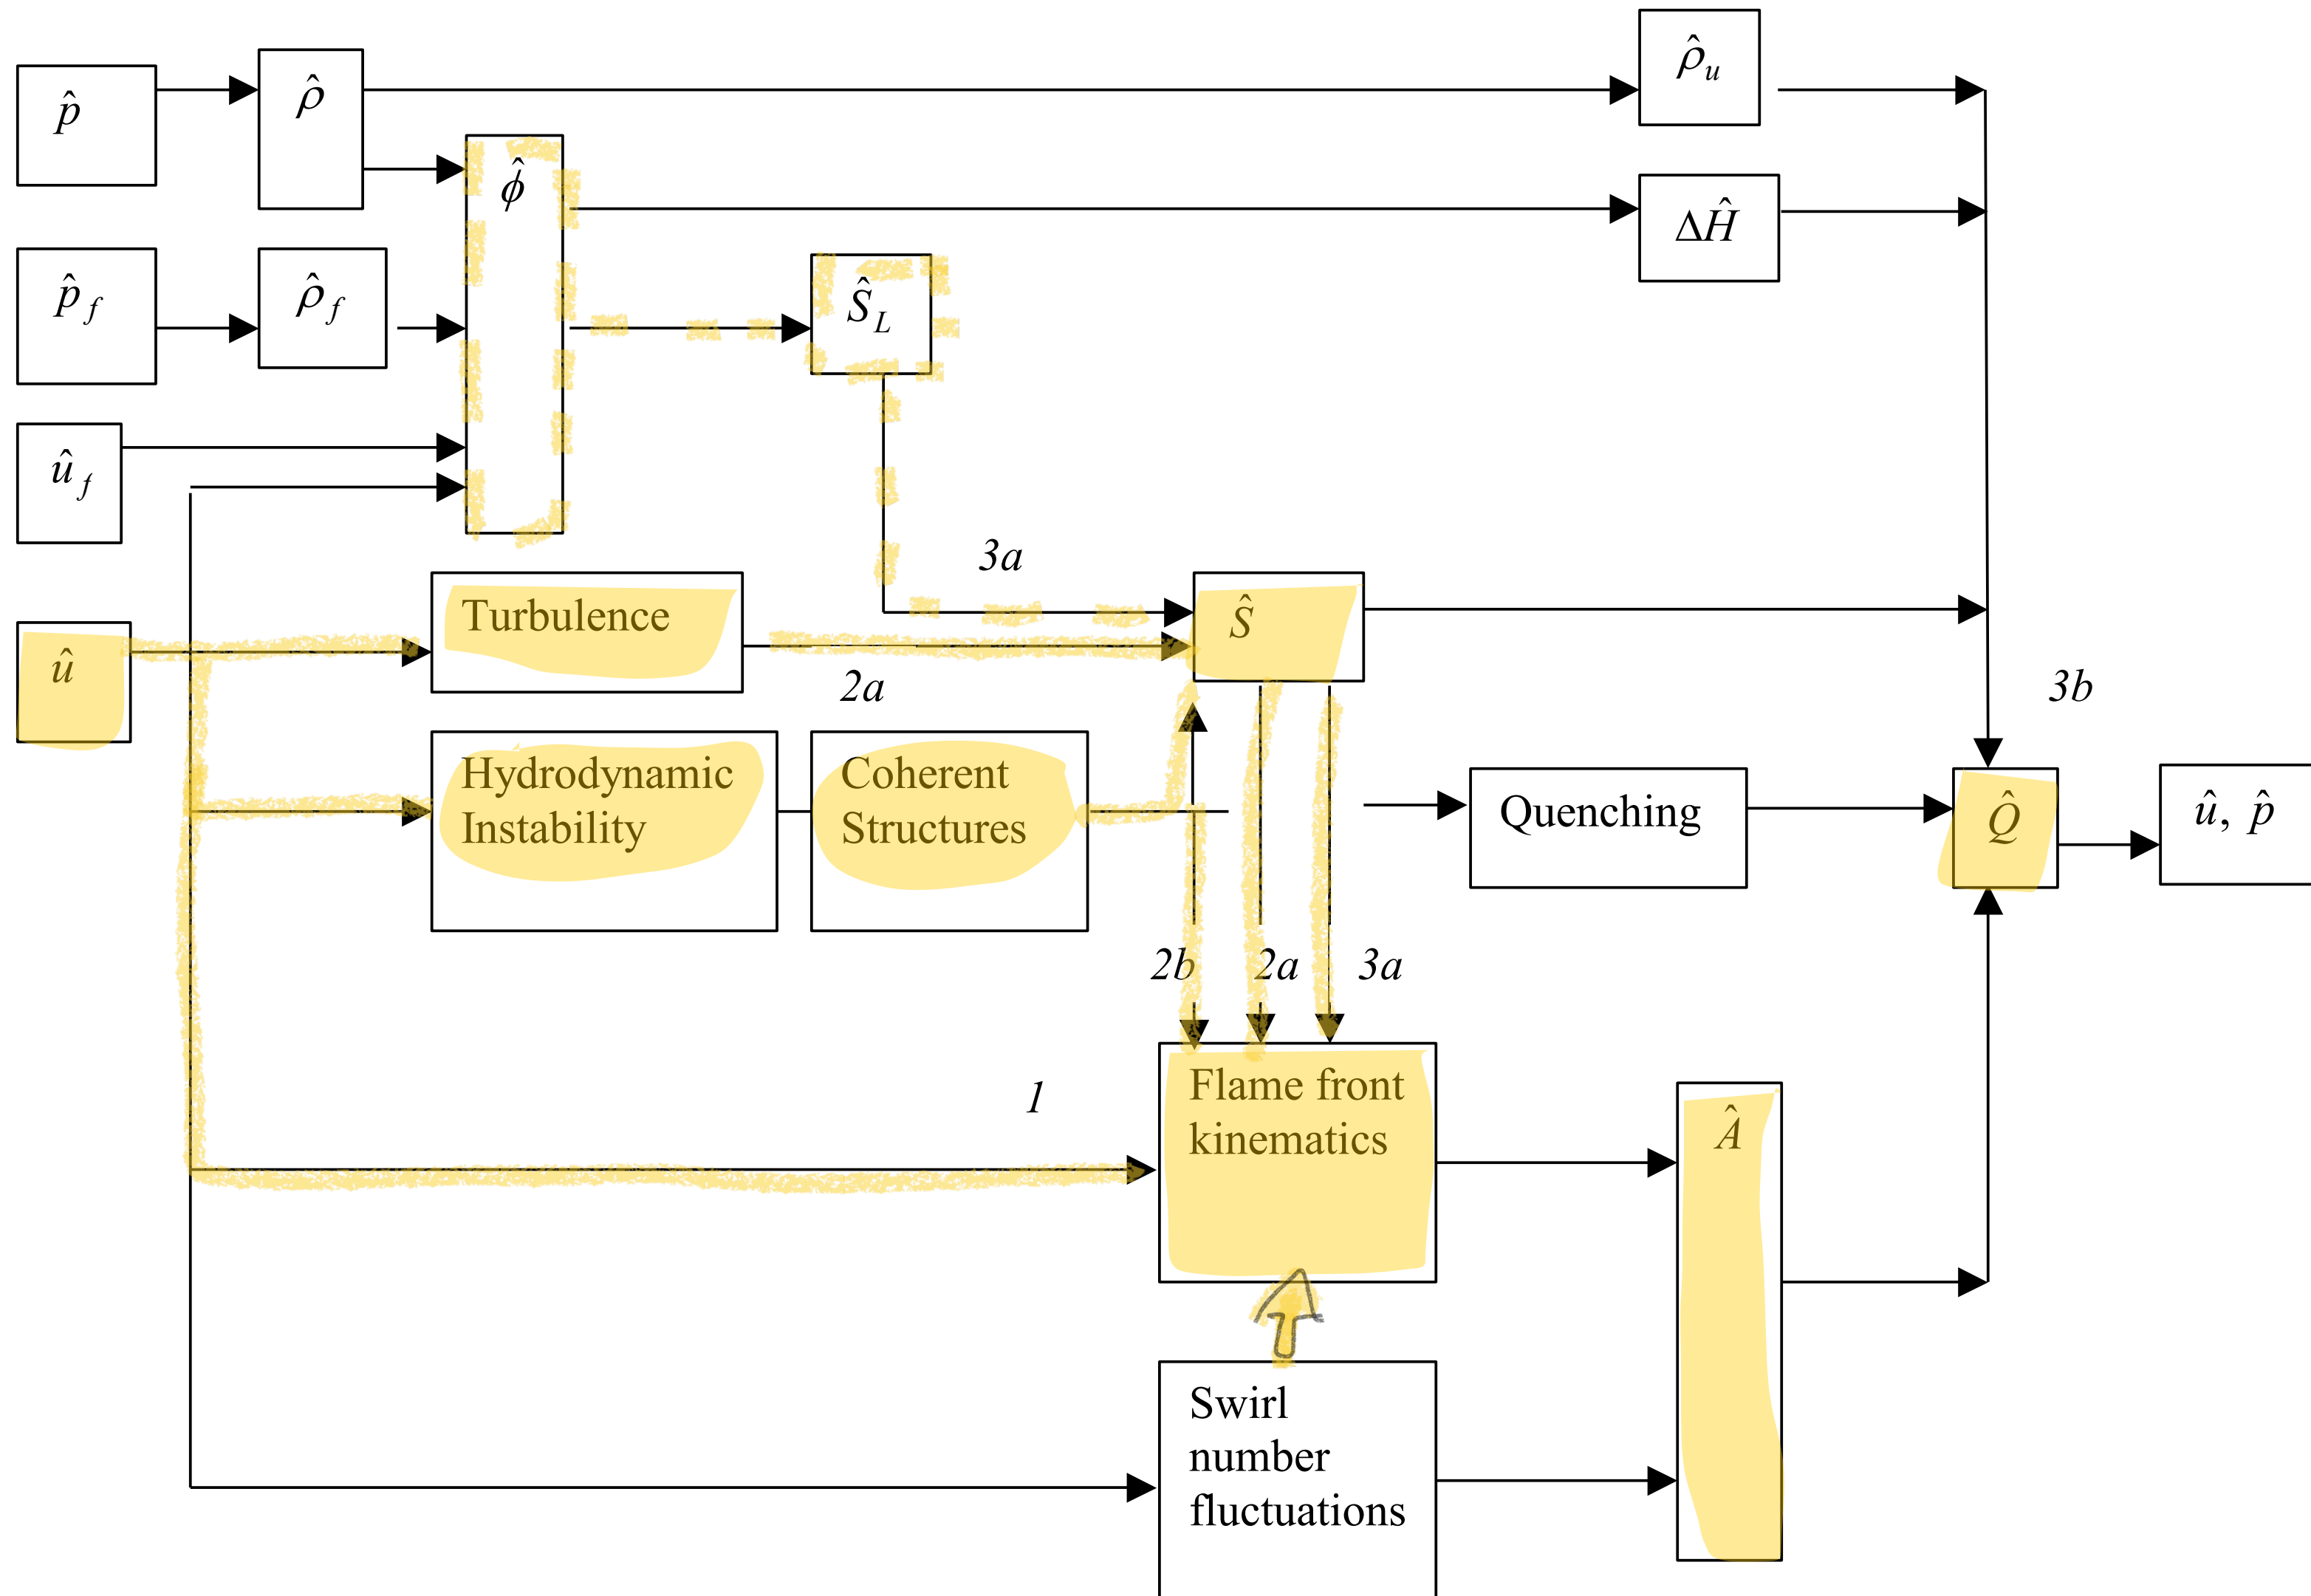 p̂
ρ̂
ρ̂u
ϕ̂
ΔĤ
p̂f
ρ̂f
ŜL
ûf
3a
Turbulence
Ŝ
û
2a
3b
Hydrodynamic
Instability
Coherent
Structures
Quenching
Q̂
û, p̂
2b
2a
3a
1
Flame front
kinematics
Â
Swirl
number
fluctuations